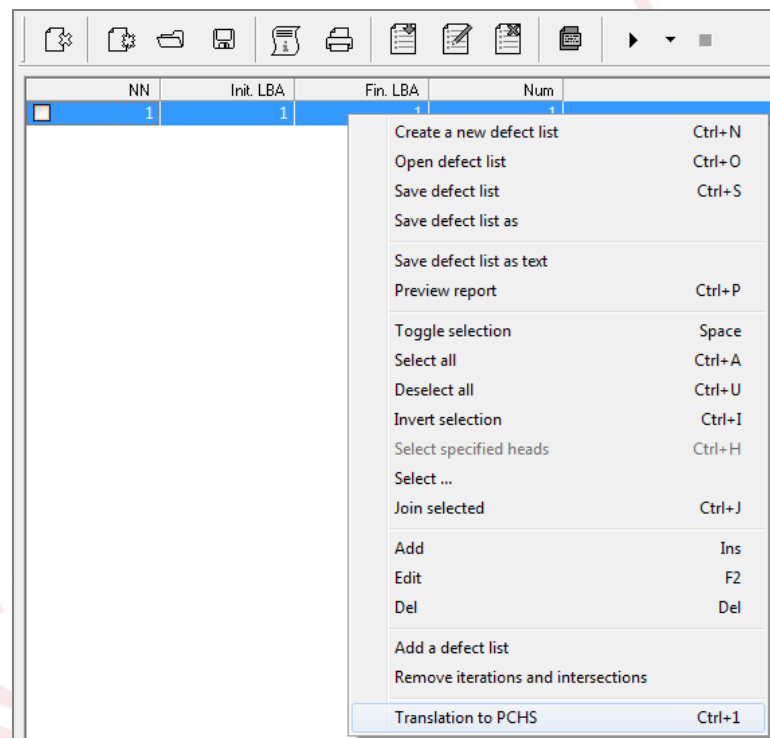 NN Init. LBA Fin. LBA Num
1 1 1 1
Create a new defect list Ctrl+N
Open defect list Ctrl+O
Save defect list Ctrl+S
Save defect list as
Save defect list as text
Preview report Ctrl+P
Toggle selection Space
Select all Ctrl+A
Deselect all Ctrl+U
Invert selection Ctrl+I
Select specified heads Ctrl+H
Select ...
Join selected Ctrl+J
Add Ins
Edit F2
Del Del
Add a defect list
Remove iterations and intersections
Translation to PCHS Ctrl+1